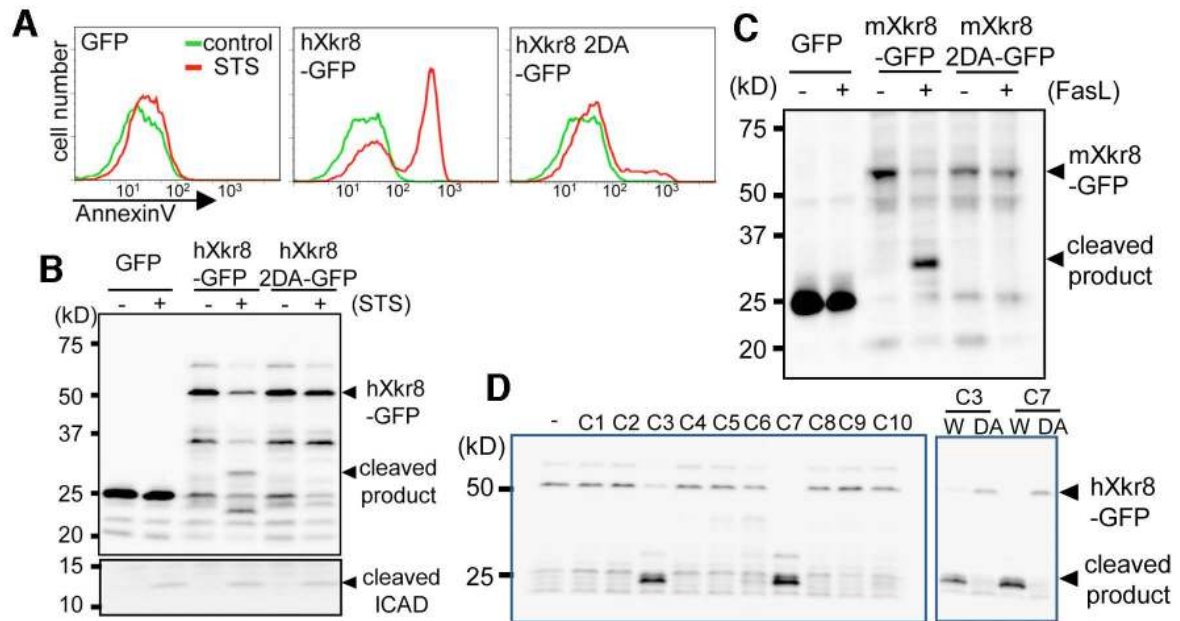 A
GFP
control
STS
hXkr8
-GFP
hXkr8 2DA
-GFP
cell number
10¹ 10² 10³
10¹ 10² 10³
10¹ 10² 10³
AnnexinV
B
GFP
hXkr8
-GFP
hXkr8
2DA-GFP
- + - + - + (STS)
(kD)
75
50
37
25
20
15
10
hXkr8
-GFP
cleaved
product
cleaved
ICAD
C
GFP
mXkr8
-GFP
mXkr8
2DA-GFP
- + - + - + (FasL)
(kD)
75
50
37
25
20
mXkr8
-GFP
cleaved
product
D
- C1 C2 C3 C4 C5 C6 C7 C8 C9 C10
(kD)
50
25
C3 C7
W DA W DA
hXkr8
-GFP
cleaved
product